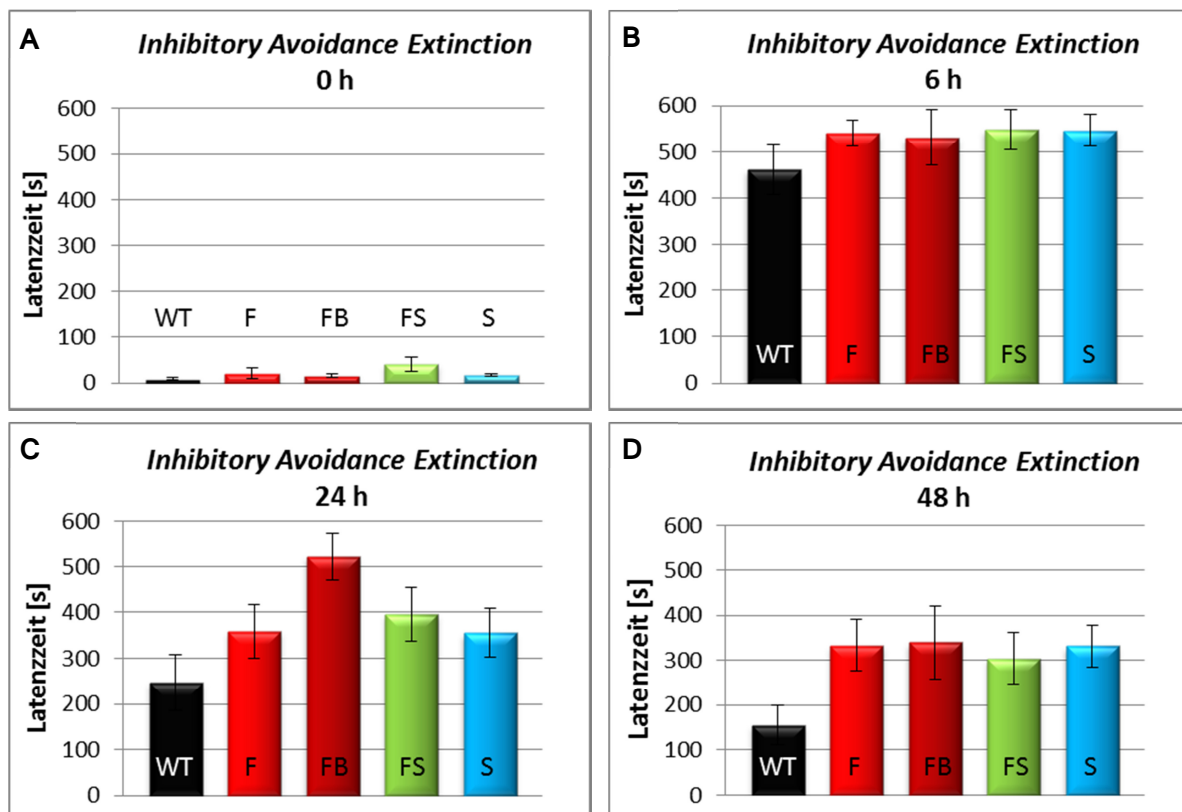 A
Inhibitory Avoidance Extinction
0 h
Latenzzeit [s]
600
500
400
300
200
100
0
WT F FB FS S
B
Inhibitory Avoidance Extinction
6 h
Latenzzeit [s]
600
500
400
300
200
100
0
WT F FB FS S
C
Inhibitory Avoidance Extinction
24 h
Latenzzeit [s]
600
500
400
300
200
100
0
WT F FB FS S
D
Inhibitory Avoidance Extinction
48 h
Latenzzeit [s]
600
500
400
300
200
100
0
WT F FB FS S